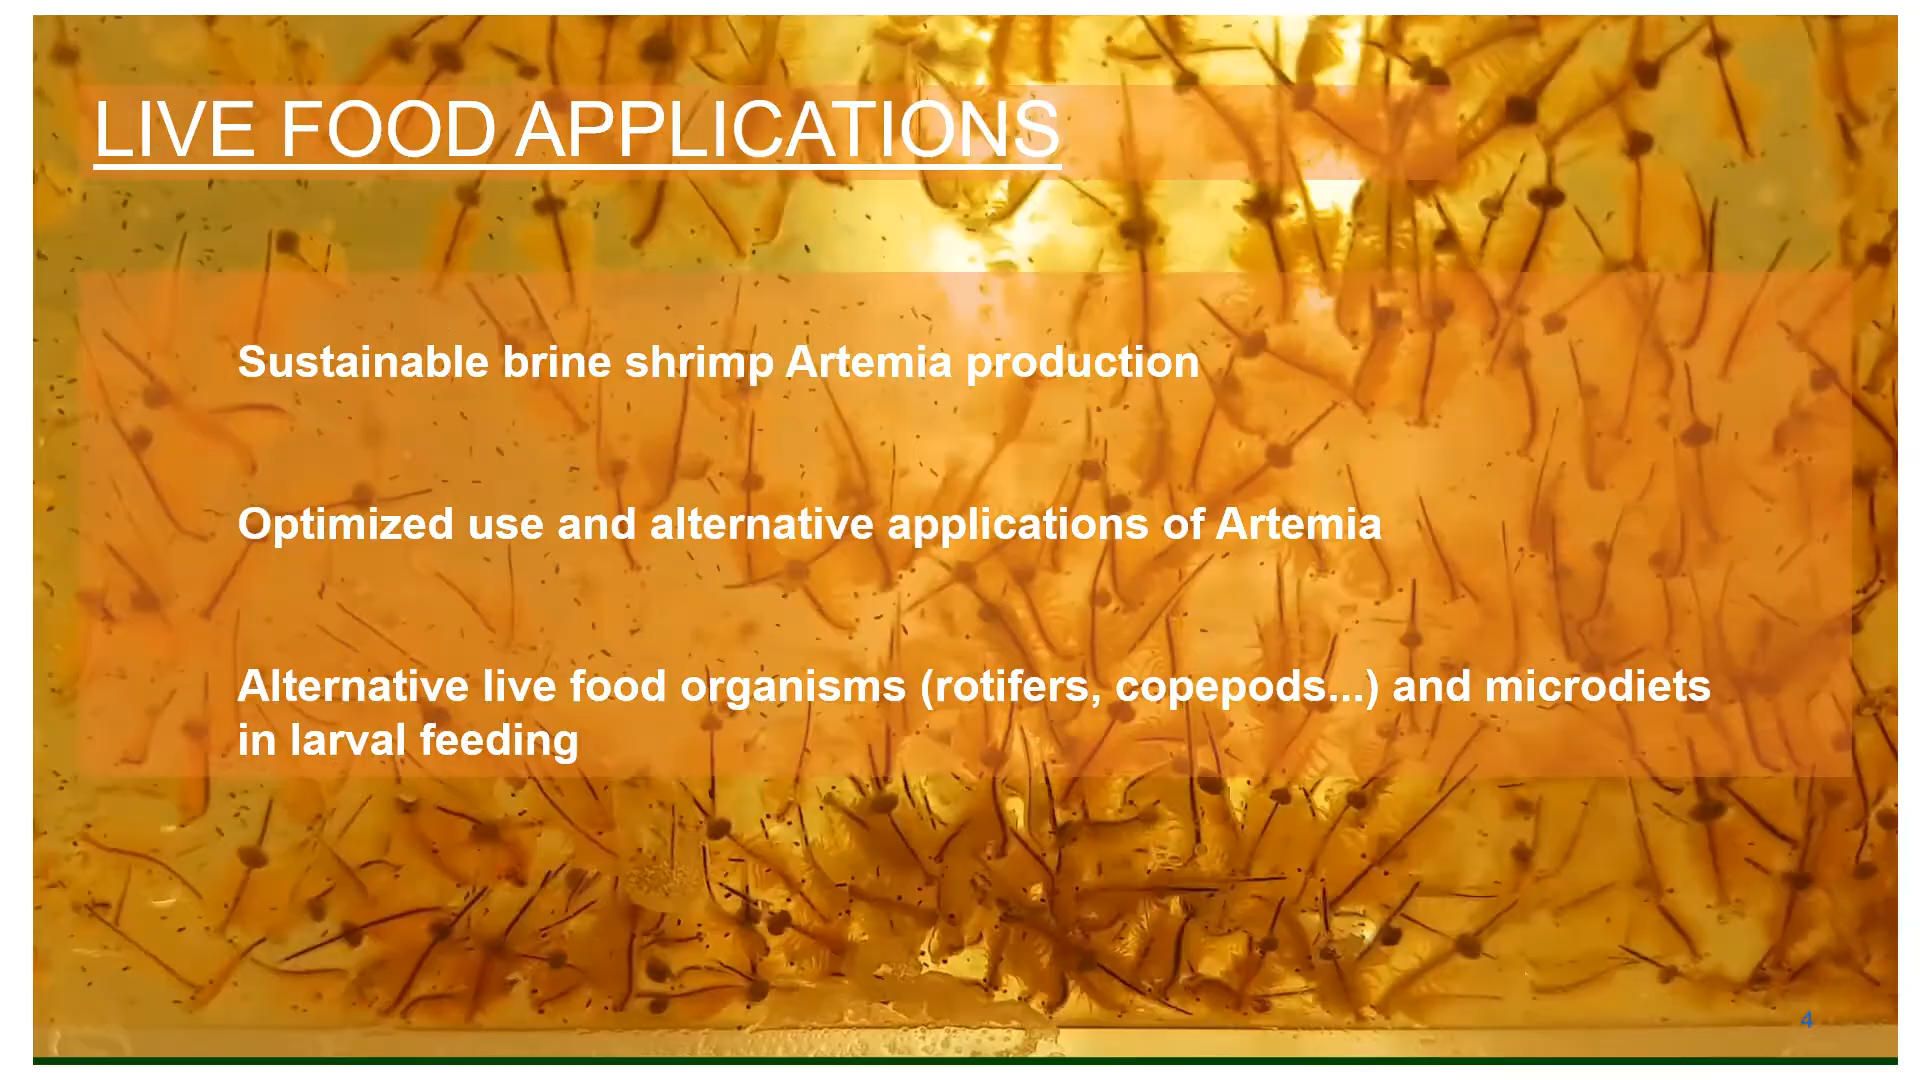 LIVE FOOD APPLICATIONS
Sustainable brine shrimp Artemia production
Optimized use and alternative applications of Artemia
Alternative live food organisms (rotifers, copepods...) and microdiets
in larval feeding
4